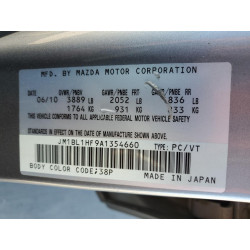 MFD. BY MAZDA MOTOR CORPORATION
DATE GVWR/PNBV GAWR/PNBE FRT GAWR/PNBE RR
06/10 3889 LB 2052 LB 1836 LB
1764 KG 931 KG 833 KG
THIS VEHICLE CONFORMS TO ALL APPLICABLE FEDERAL MOTOR VEHICLE SAFETY
STANDARDS IN EFFECT ON THE DATE OF MANUFACTURE SHOWN ABOVE.
JM1BL1HF9A1354660 TYPE: PC/VT
BODY COLOR CODE: 38P MADE IN JAPAN